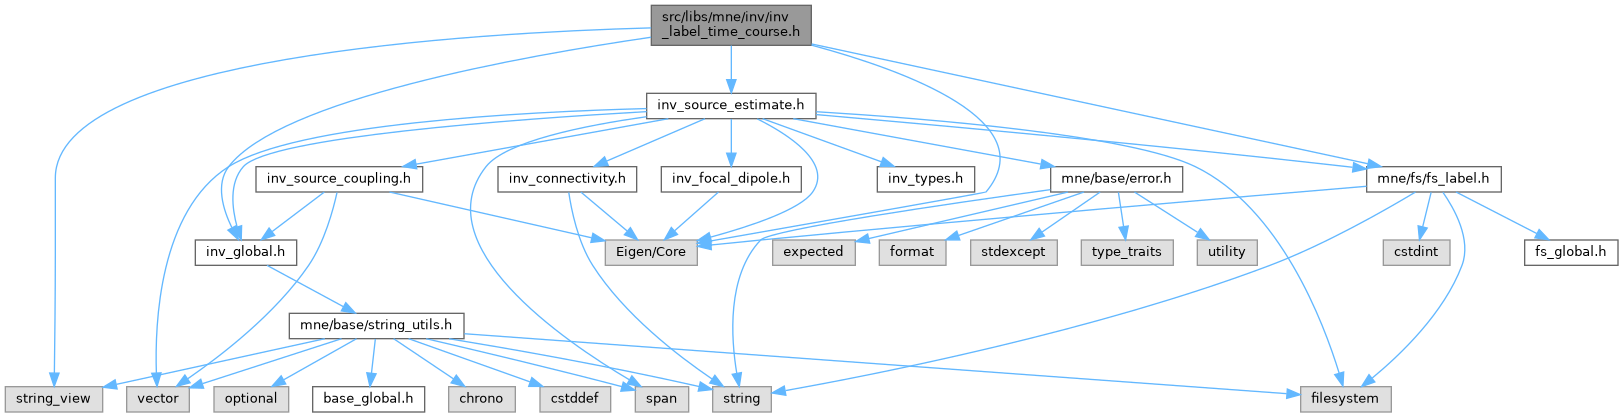 src/libs/mne/inv/inv
_label_time_course.h
inv_source_estimate.h
inv_source_coupling.h
inv_connectivity.h
inv_focal_dipole.h
inv_types.h
mne/base/error.h
mne/fs/fs_label.h
inv_global.h
Eigen/Core
expected
format
stdexcept
type_traits
utility
cstdint
fs_global.h
mne/base/string_utils.h
string_view
vector
optional
base_global.h
chrono
cstddef
span
string
filesystem